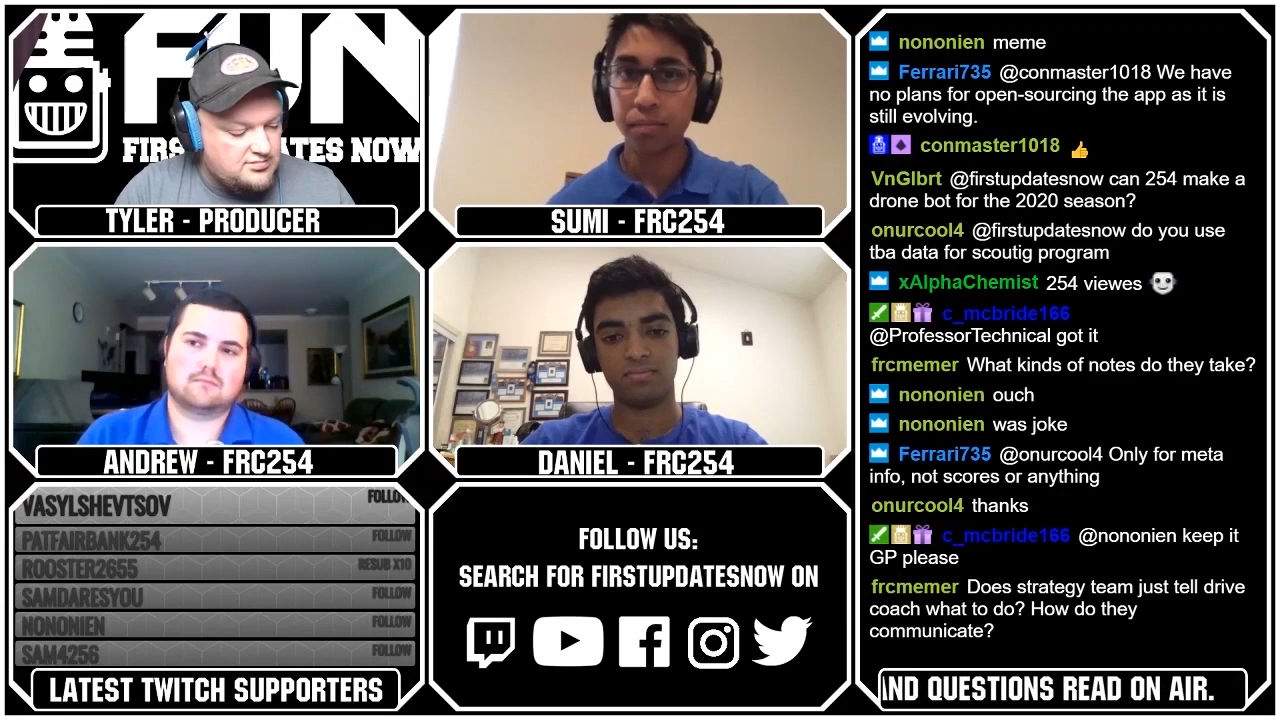 FUN
FIRS ATES NOW
TYLER - PRODUCER
SUMI - FRC254
ANDREW - FRC254
DANIEL - FRC254
VASYLSHEVTSOV FOLLOW
PATFAIRBANK254 FOLLOW
ROOSTER2655 RESUB X10
SAMDARESYOU FOLLOW
NONONIEN FOLLOW
SAM4256 FOLLOW
LATEST TWITCH SUPPORTERS
FOLLOW US:
SEARCH FOR FIRSTUPDATESNOW ON
nononien meme
Ferrari735 @conmaster1018 We have
no plans for open-sourcing the app as it is
still evolving.
conmaster1018 👍
VnGlbrt @firstupdatesnow can 254 make a
drone bot for the 2020 season?
onurcool4 @firstupdatesnow do you use
tba data for scoutig program
xAlphaChemist 254 viewes
c_mcbride166
@ProfessorTechnical got it
frcmemer What kinds of notes do they take?
nononien ouch
nononien was joke
Ferrari735 @onurcool4 Only for meta
info, not scores or anything
onurcool4 thanks
c_mcbride166 @nononien keep it
GP please
frcmemer Does strategy team just tell drive
coach what to do? How do they
communicate?
AND QUESTIONS READ ON AIR.